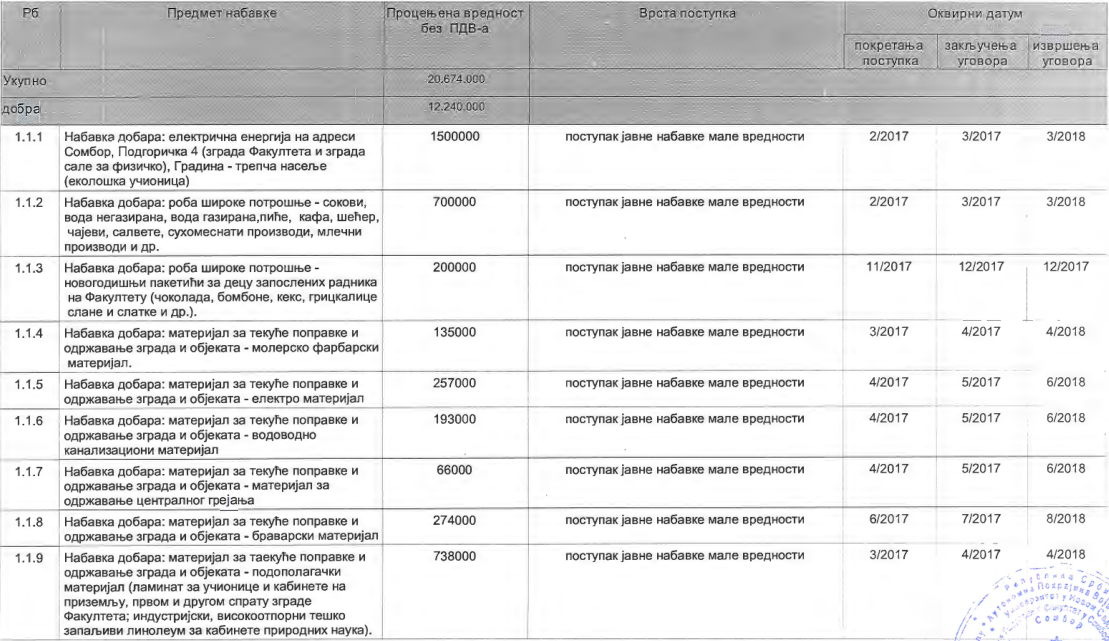 Рб Предмет набавке Процењена вредност Врста поступка Оквирни датум
без ПДВ-а
покретања закључења извршења
поступка уговора уговора
Укупно 20.674.000
добра 12.240.000
1.1.1 Набавка добара: електрична енергија на адреси 1500000 поступак јавне набавке мале вредности 2/2017 3/2017 3/2018
Сомбор, Подгоричка 4 (зграда Факултета и зграда
сале за физичко), Градина - трепча насеље
(еколошка учионица)
1.1.2 Набавка добара: роба широке потрошње - сокови, 700000 поступак јавне набавке мале вредности 2/2017 3/2017 3/2018
вода негазирана, вода газирана,пиће, кафа, шећер,
чајеви, салвете, сухомеснати производи, млечни
производи и др.
1.1.3 Набавка добара: роба широке потрошње - 200000 поступак јавне набавке мале вредности 11/2017 12/2017 12/2017
новогодишњи пакетићи за децу запослених радника
на Факултету (чоколада, бомбоне, кекс, грицкалице
слане и слатке и др.).
1.1.4 Набавка добара: материјал за текуће поправке и 135000 поступак јавне набавке мале вредности 3/2017 4/2017 4/2018
одржавање зграда и објеката - молерско фарбарски
материјал.
1.1.5 Набавка добара: материјал за текуће поправке и 257000 поступак јавне набавке мале вредности 4/2017 5/2017 6/2018
одржавање зграда и објеката - електро материјал
1.1.6 Набавка добара: материјал за текуће поправке и 193000 поступак јавне набавке мале вредности 4/2017 5/2017 6/2018
одржавање зграда и објеката - водоводно
канализациони материјал
1.1.7 Набавка добара: материјал за текуће поправке и 66000 поступак јавне набавке мале вредности 4/2017 5/2017 6/2018
одржавање зграда и објеката - материјал за
одржавање централног грејања
1.1.8 Набавка добара: материјал за текуће поправке и 274000 поступак јавне набавке мале вредности 6/2017 7/2017 8/2018
одржавање зграда и објеката - браварски материјал
1.1.9 Набавка добара: материјал за таекуће поправке и 738000 поступак јавне набавке мале вредности 3/2017 4/2017 4/2018
одржавање зграда и објеката - подополагачки
материјал (ламинат за учионице и кабинете на
приземљу, првом и другом спрату зграде
Факултета; индустријски, високоотпорни тешко
запаљиви линолеум за кабинете природних наука).
Сомбор